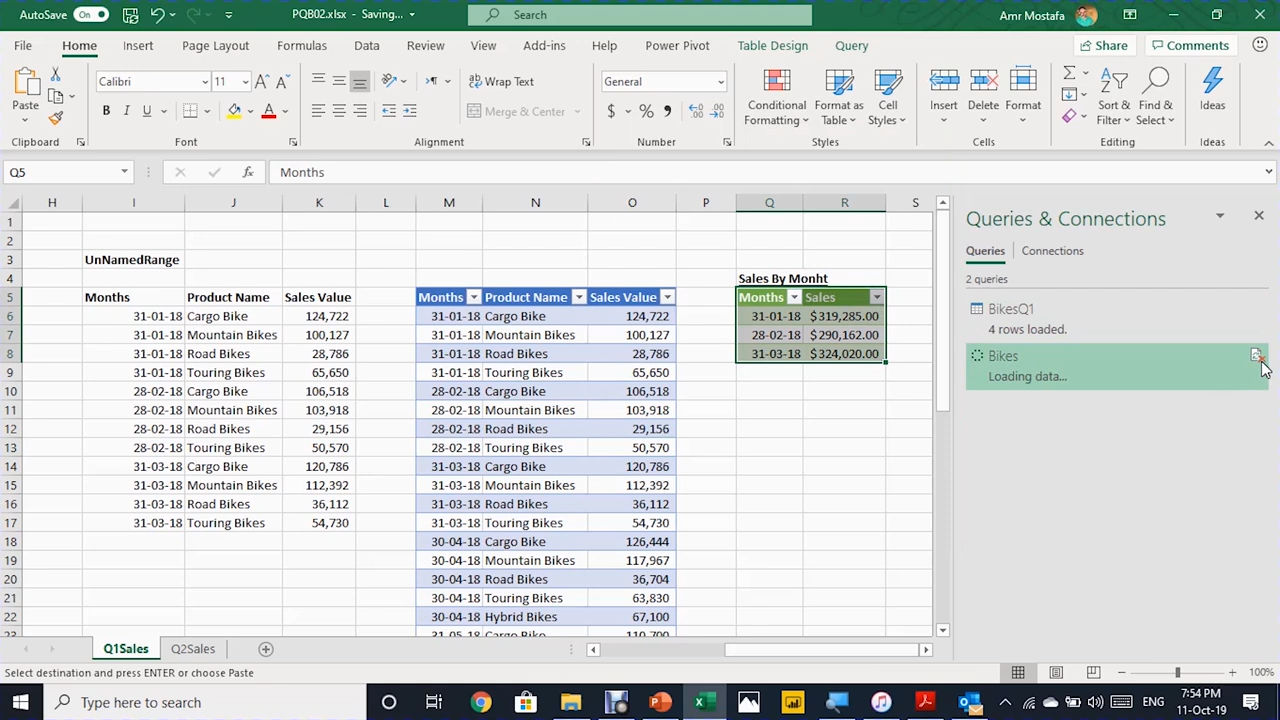 AutoSave On PQB02.xlsx - Saving... Search Amr Mostafa
File Home Insert Page Layout Formulas Data Review View Add-ins Help Power Pivot Table Design Query Share Comments
Calibri 11 Wrap Text General
Paste B I U Merge & Center $ % Conditional Formatting Format as Table Cell Styles Insert Delete Format Sort & Filter Find & Select Ideas
Clipboard Font Alignment Number Styles Cells Editing Ideas
Q5 fx Months
H I J K L M N O P Q R S
Queries & Connections
Queries Connections
2 queries
BikesQ1
4 rows loaded.
Bikes
Loading data...
1
2
3 UnNamedRange
4 Sales By Monht
5 Months Product Name Sales Value Months Product Name Sales Value Months Sales
6 31-01-18 Cargo Bike 124,722 31-01-18 Cargo Bike 124,722 31-01-18 $319,285.00
7 31-01-18 Mountain Bikes 100,127 31-01-18 Mountain Bikes 100,127 28-02-18 $290,162.00
8 31-01-18 Road Bikes 28,786 31-01-18 Road Bikes 28,786 31-03-18 $324,020.00
9 31-01-18 Touring Bikes 65,650 31-01-18 Touring Bikes 65,650
10 28-02-18 Cargo Bike 106,518 28-02-18 Cargo Bike 106,518
11 28-02-18 Mountain Bikes 103,918 28-02-18 Mountain Bikes 103,918
12 28-02-18 Road Bikes 29,156 28-02-18 Road Bikes 29,156
13 28-02-18 Touring Bikes 50,570 28-02-18 Touring Bikes 50,570
14 31-03-18 Cargo Bike 120,786 31-03-18 Cargo Bike 120,786
15 31-03-18 Mountain Bikes 112,392 31-03-18 Mountain Bikes 112,392
16 31-03-18 Road Bikes 36,112 31-03-18 Road Bikes 36,112
17 31-03-18 Touring Bikes 54,730 31-03-18 Touring Bikes 54,730
18 30-04-18 Cargo Bike 126,444
19 30-04-18 Mountain Bikes 117,967
20 30-04-18 Road Bikes 36,704
21 30-04-18 Touring Bikes 63,830
22 30-04-18 Hybrid Bikes 67,100
23 31-05-18 Cargo Bike 110,700
Q1Sales Q2Sales
Select destination and press ENTER or choose Paste 100%
Type here to search ENG 7:54 PM
11-Oct-19